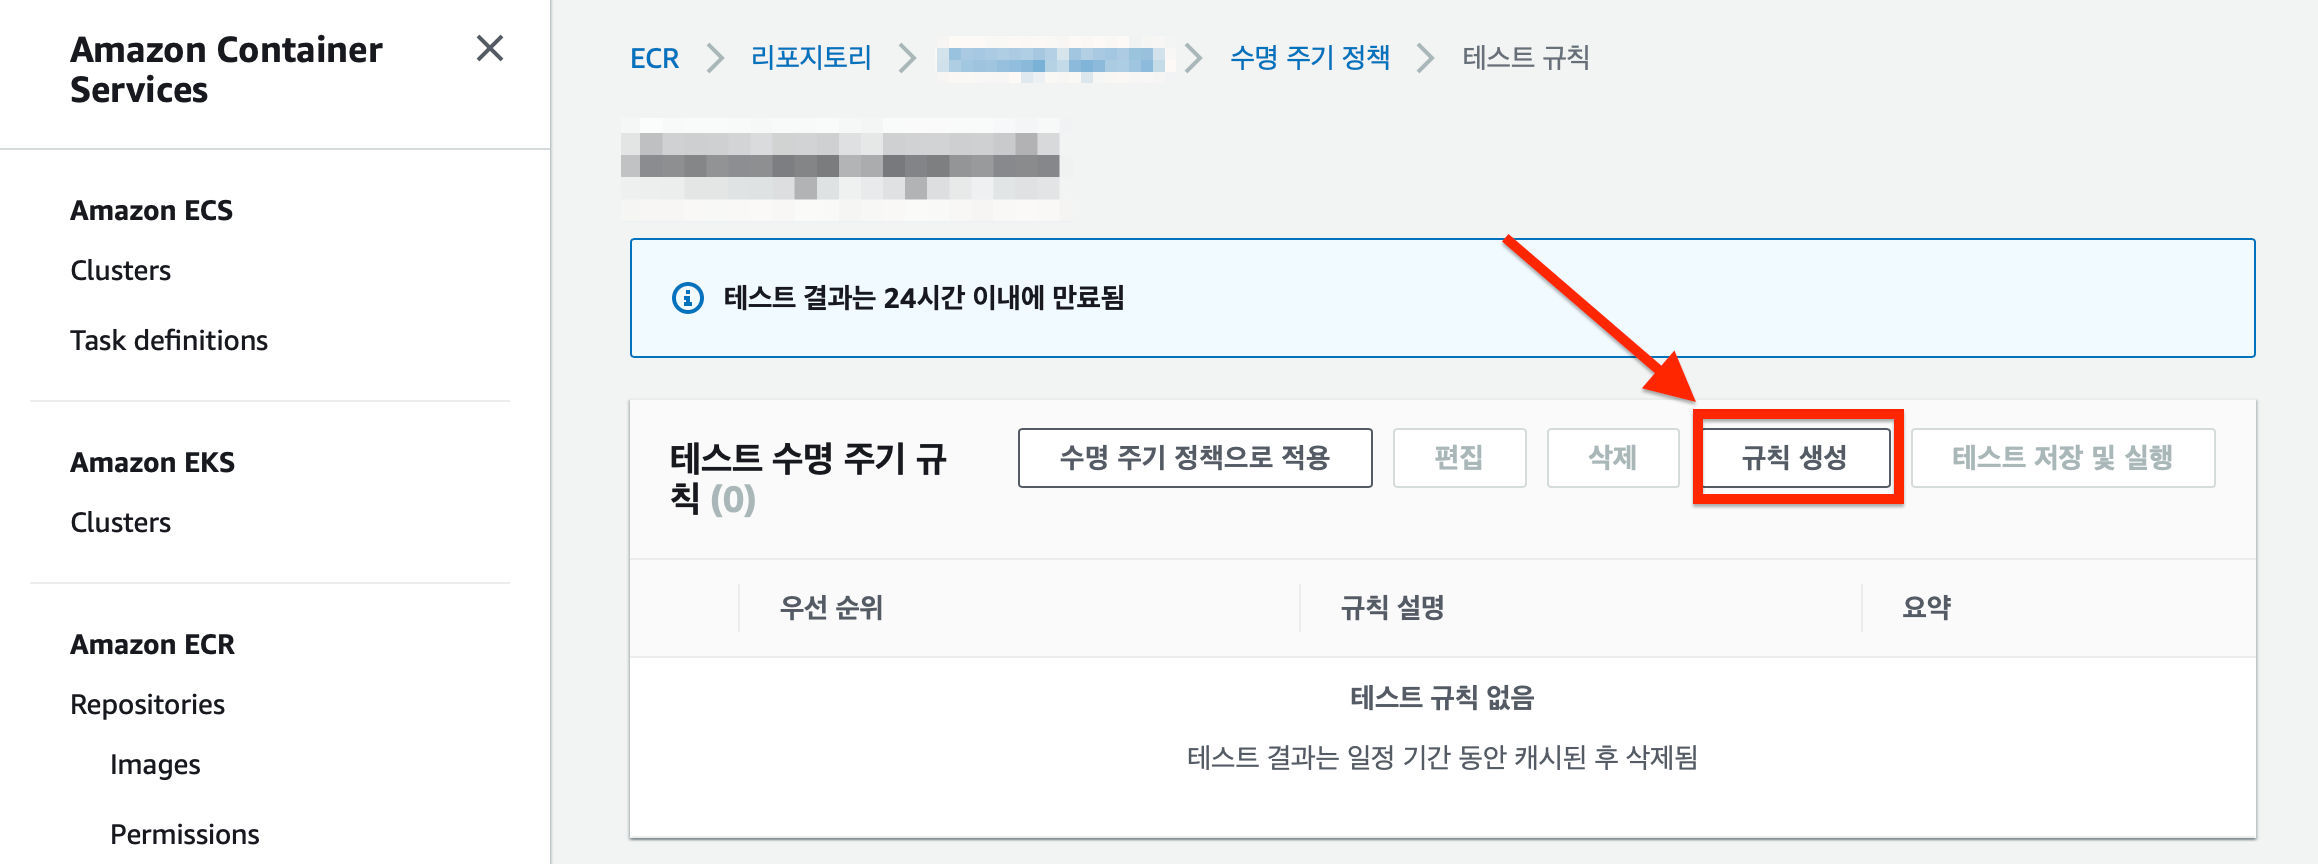 Amazon Container
Services
Amazon ECS
Clusters
Task definitions
Amazon EKS
Clusters
Amazon ECR
Repositories
Images
Permissions
ECR 리포지토리 수명 주기 정책 테스트 규칙
테스트 결과는 24시간 이내에 만료됨
테스트 수명 주기 규
칙 (0)
수명 주기 정책으로 적용 편집 삭제 규칙 생성 테스트 저장 및 실행
우선 순위 규칙 설명 요약
테스트 규칙 없음
테스트 결과는 일정 기간 동안 캐시된 후 삭제됨